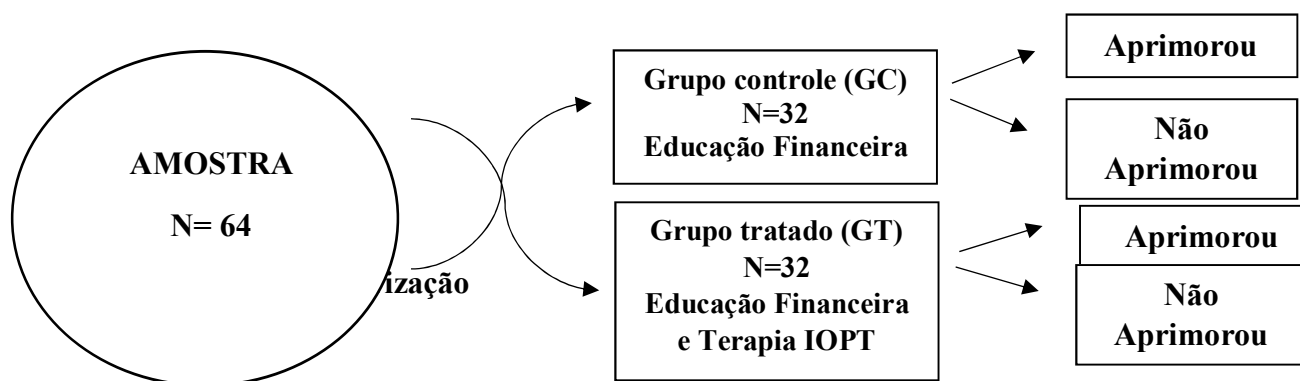 AMOSTRA
N= 64
ização
Grupo controle (GC)
N=32
Educação Financeira
Grupo tratado (GT)
N=32
Educação Financeira
e Terapia IOPT
Aprimorou
Não
Aprimorou
Aprimorou
Não
Aprimorou